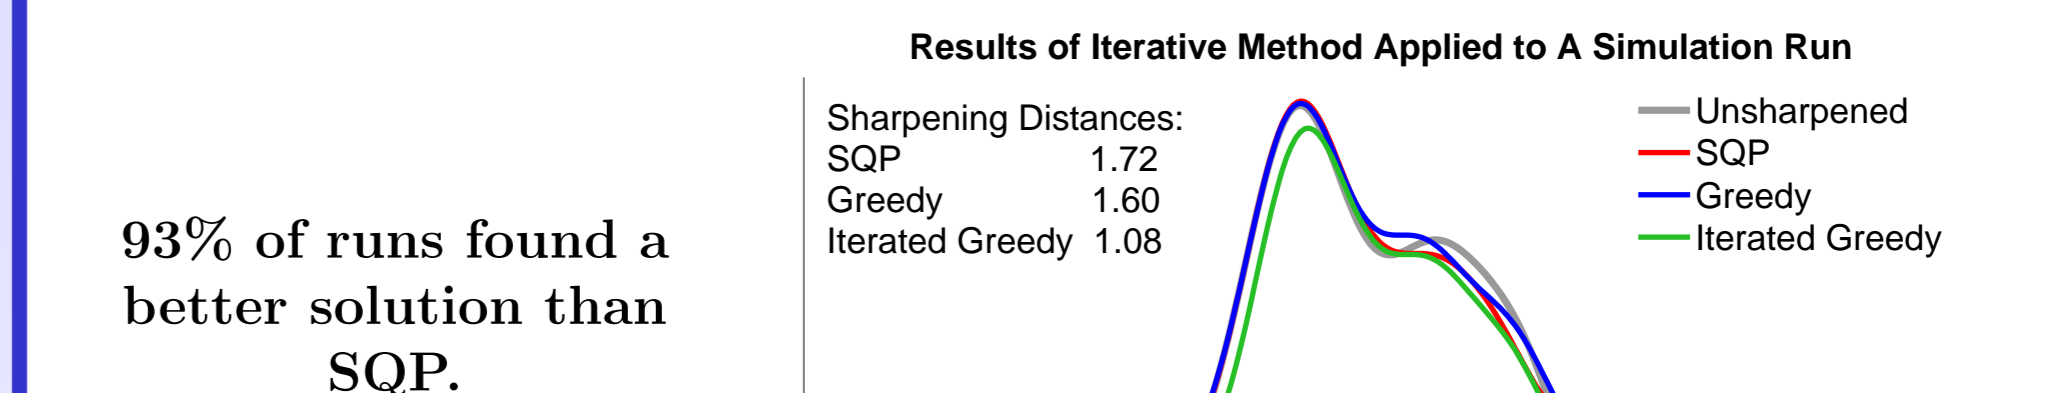 93% of runs found a
better solution than
SQP.
Results of Iterative Method Applied to A Simulation Run
Sharpening Distances:
SQP 1.72
Greedy 1.60
Iterated Greedy 1.08
Unsharpened
SQP
Greedy
Iterated Greedy